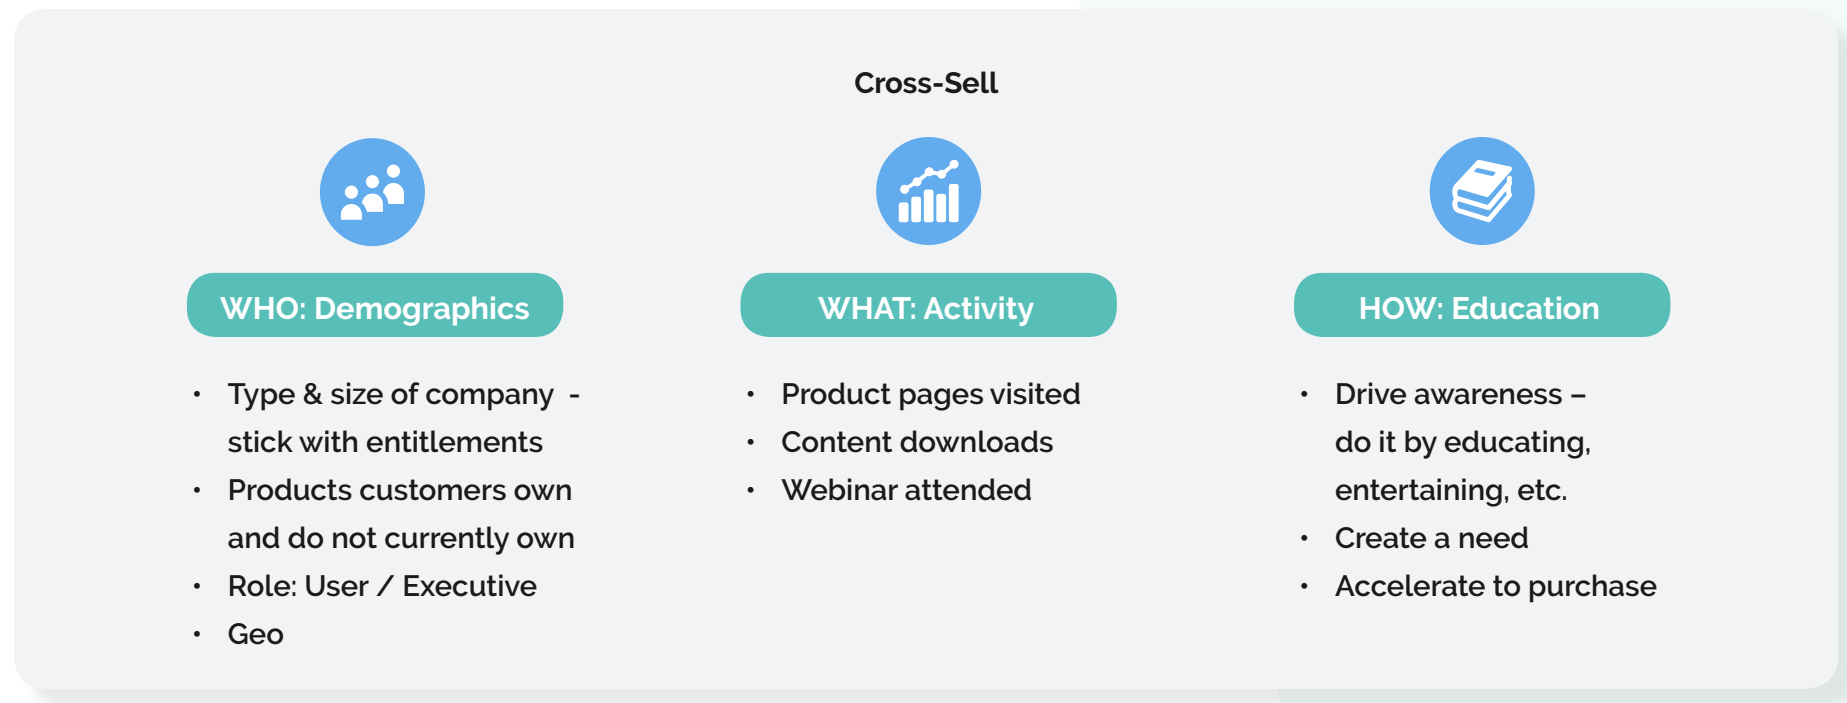 Cross-Sell
WHO: Demographics
• Type & size of company -
stick with entitlements
• Products customers own
and do not currently own
• Role: User / Executive
• Geo
WHAT: Activity
• Product pages visited
• Content downloads
• Webinar attended
HOW: Education
• Drive awareness –
do it by educating,
entertaining, etc.
• Create a need
• Accelerate to purchase